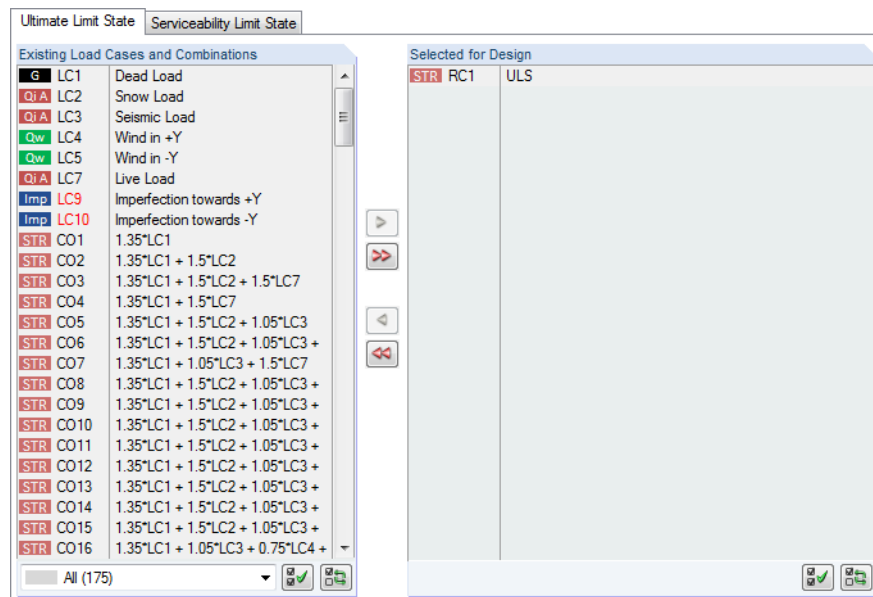 Ultimate Limit State Serviceability Limit State
Existing Load Cases and Combinations
G LC1 Dead Load
Qi A LC2 Snow Load
Qi A LC3 Seismic Load
Qw LC4 Wind in +Y
Qw LC5 Wind in -Y
Qi A LC7 Live Load
Imp LC9 Imperfection towards +Y
Imp LC10 Imperfection towards -Y
STR CO1 1.35*LC1
STR CO2 1.35*LC1 + 1.5*LC2
STR CO3 1.35*LC1 + 1.5*LC2 + 1.5*LC7
STR CO4 1.35*LC1 + 1.5*LC7
STR CO5 1.35*LC1 + 1.5*LC2 + 1.05*LC3
STR CO6 1.35*LC1 + 1.5*LC2 + 1.05*LC3 +
STR CO7 1.35*LC1 + 1.05*LC3 + 1.5*LC7
STR CO8 1.35*LC1 + 1.5*LC2 + 1.05*LC3 +
STR CO9 1.35*LC1 + 1.5*LC2 + 1.05*LC3 +
STR CO10 1.35*LC1 + 1.5*LC2 + 1.05*LC3 +
STR CO11 1.35*LC1 + 1.5*LC2 + 1.05*LC3 +
STR CO12 1.35*LC1 + 1.5*LC2 + 1.05*LC3 +
STR CO13 1.35*LC1 + 1.5*LC2 + 1.05*LC3 +
STR CO14 1.35*LC1 + 1.5*LC2 + 1.05*LC3 +
STR CO15 1.35*LC1 + 1.5*LC2 + 1.05*LC3 +
STR CO16 1.35*LC1 + 1.05*LC3 + 0.75*LC4 +
All (175)
Selected for Design
STR RC1 ULS